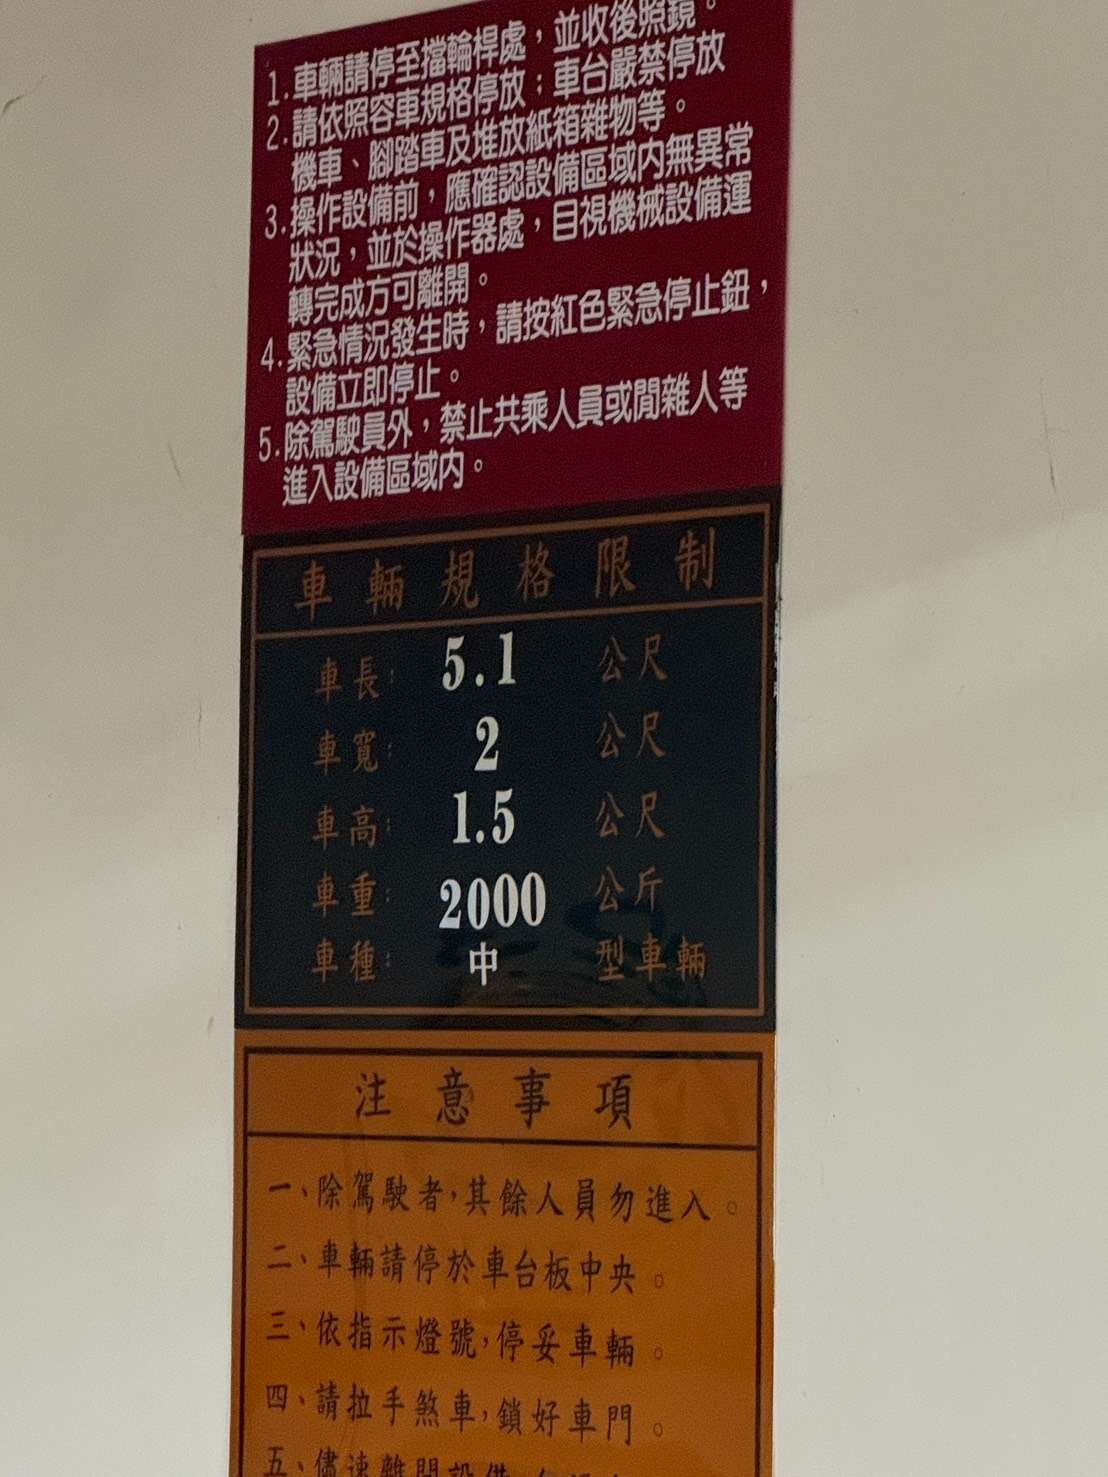 1.車輛請停至擋輪桿處，並收後照鏡。
2.請依照容車規格停放；車台嚴禁停放
機車、腳踏車及堆放紙箱雜物等。
3.操作設備前，應確認設備區域內無異常
狀況，並於操作器處，目視機械設備運
轉完成方可離開。
4.緊急情況發生時，請按紅色緊急停止鈕，
設備立即停止。
5.除駕駛員外，禁止共乘人員或閒雜人等
進入設備區域內。
車輛規格限制
車長: 5.1 公尺
車寬: 2 公尺
車高: 1.5 公尺
車重: 2000 公斤
車種: 中 型車輛
注意事項
一、除駕駛者,其餘人員勿進入。
二、車輛請停於車台板中央。
三、依指示燈號,停妥車輛。
四、請拉手煞車,鎖好車門。
五、儘速離開設備